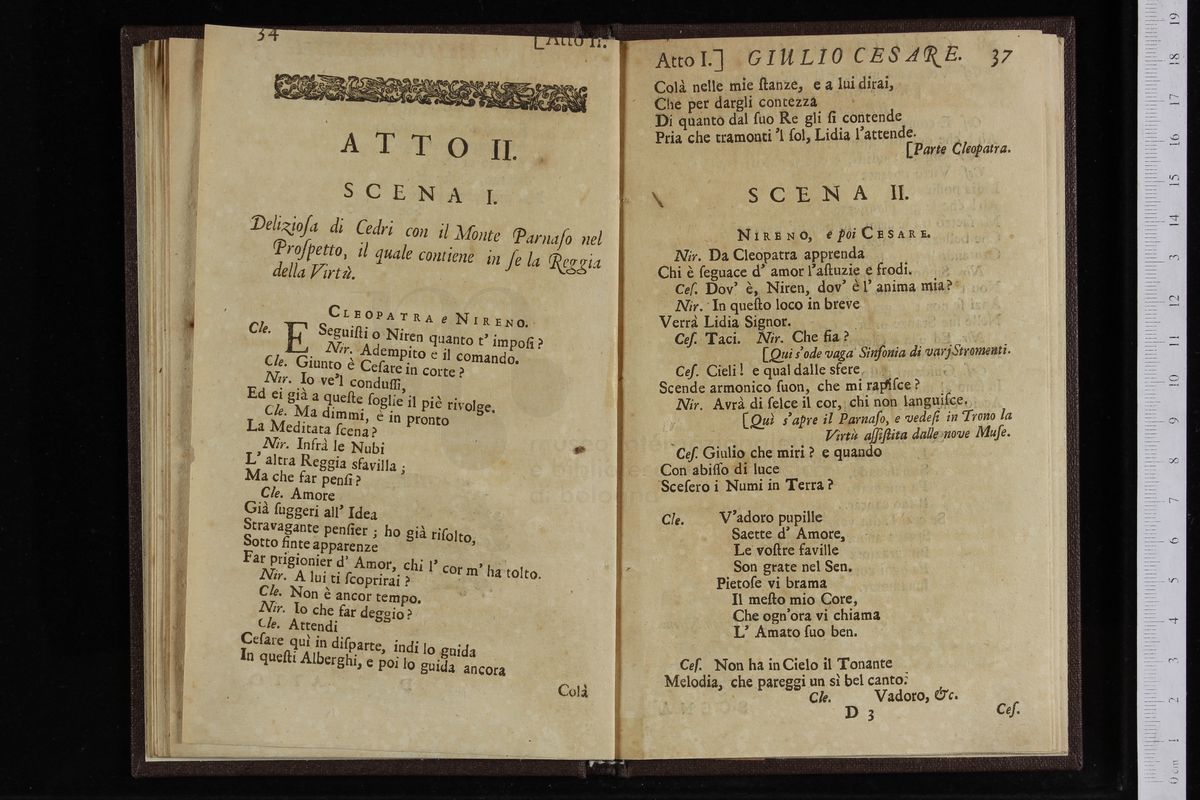 34
[Atto II.
ATTO II.
SCENA I.
Deliziosa di Cedri con il Monte Parnaso nel
Prospetto, il quale contiene in se la Reggia
della Virtù.
CLEOPATRA e NIRENO.
Cle. ESeguisti o Niren quanto t' imposi?
Nir. Adempito e il comando.
Cle. Giunto è Cesare in corte?
Nir. Io ve'l condussi,
Ed ei già a queste soglie il piè rivolge.
Cle. Ma dimmi, è in pronto
La Meditata scena?
Nir. Infrà le Nubi
L' altra Reggia sfavilla;
Ma che far pensi?
Cle. Amore
Già suggerì all' Idea
Stravagante pensier; ho già risolto,
Sotto finte apparenze
Far prigionier d' Amor, chi l' cor m' ha tolto.
Nir. A lui ti scoprirai?
Cle. Non è ancor tempo.
Nir. Io che far deggio?
Cle. Attendi
Cesare quì in disparte, indi lo guida
In questi Alberghi, e poi lo guida ancora
Colà
Atto I.] GIULIO CESARE. 37
Colà nelle mie stanze, e a lui dirai,
Che per dargli contezza
Di quanto dal suo Re gli si contende
Pria che tramonti 'l sol, Lidia l'attende.
[Parte Cleopatra.
SCENA II.
NIRENO, e poi CESARE.
Nir. Da Cleopatra apprenda
Chi è seguace d' amor l'astuzie e frodi.
Ces. Dov' è, Niren, dov' è l' anima mia?
Nir. In questo loco in breve
Verrà Lidia Signor.
Ces. Taci. Nir. Che fia?
[Qui s'ode vaga Sinfonia di varj Stromenti.
Ces. Cieli! e qual dalle sfere
Scende armonico suon, che mi rapisce?
Nir. Avrà di selce il cor, chi non languisce.
[Quì s'apre il Parnaso, e vedesi in Trono la
Virtù assistita dalle nove Muse.
Ces. Giulio che miri? e quando
Con abisso di luce
Scesero i Numi in Terra?
Cle. V'adoro pupille
Saette d' Amore,
Le vostre faville
Son grate nel Sen.
Pietose vi brama
Il mesto mio Core,
Che ogn'ora vi chiama
L' Amato suo ben.
Ces. Non ha in Cielo il Tonante
Melodia, che pareggi un sì bel canto.
Cle. Vadoro, &c.
D 3
Ces.